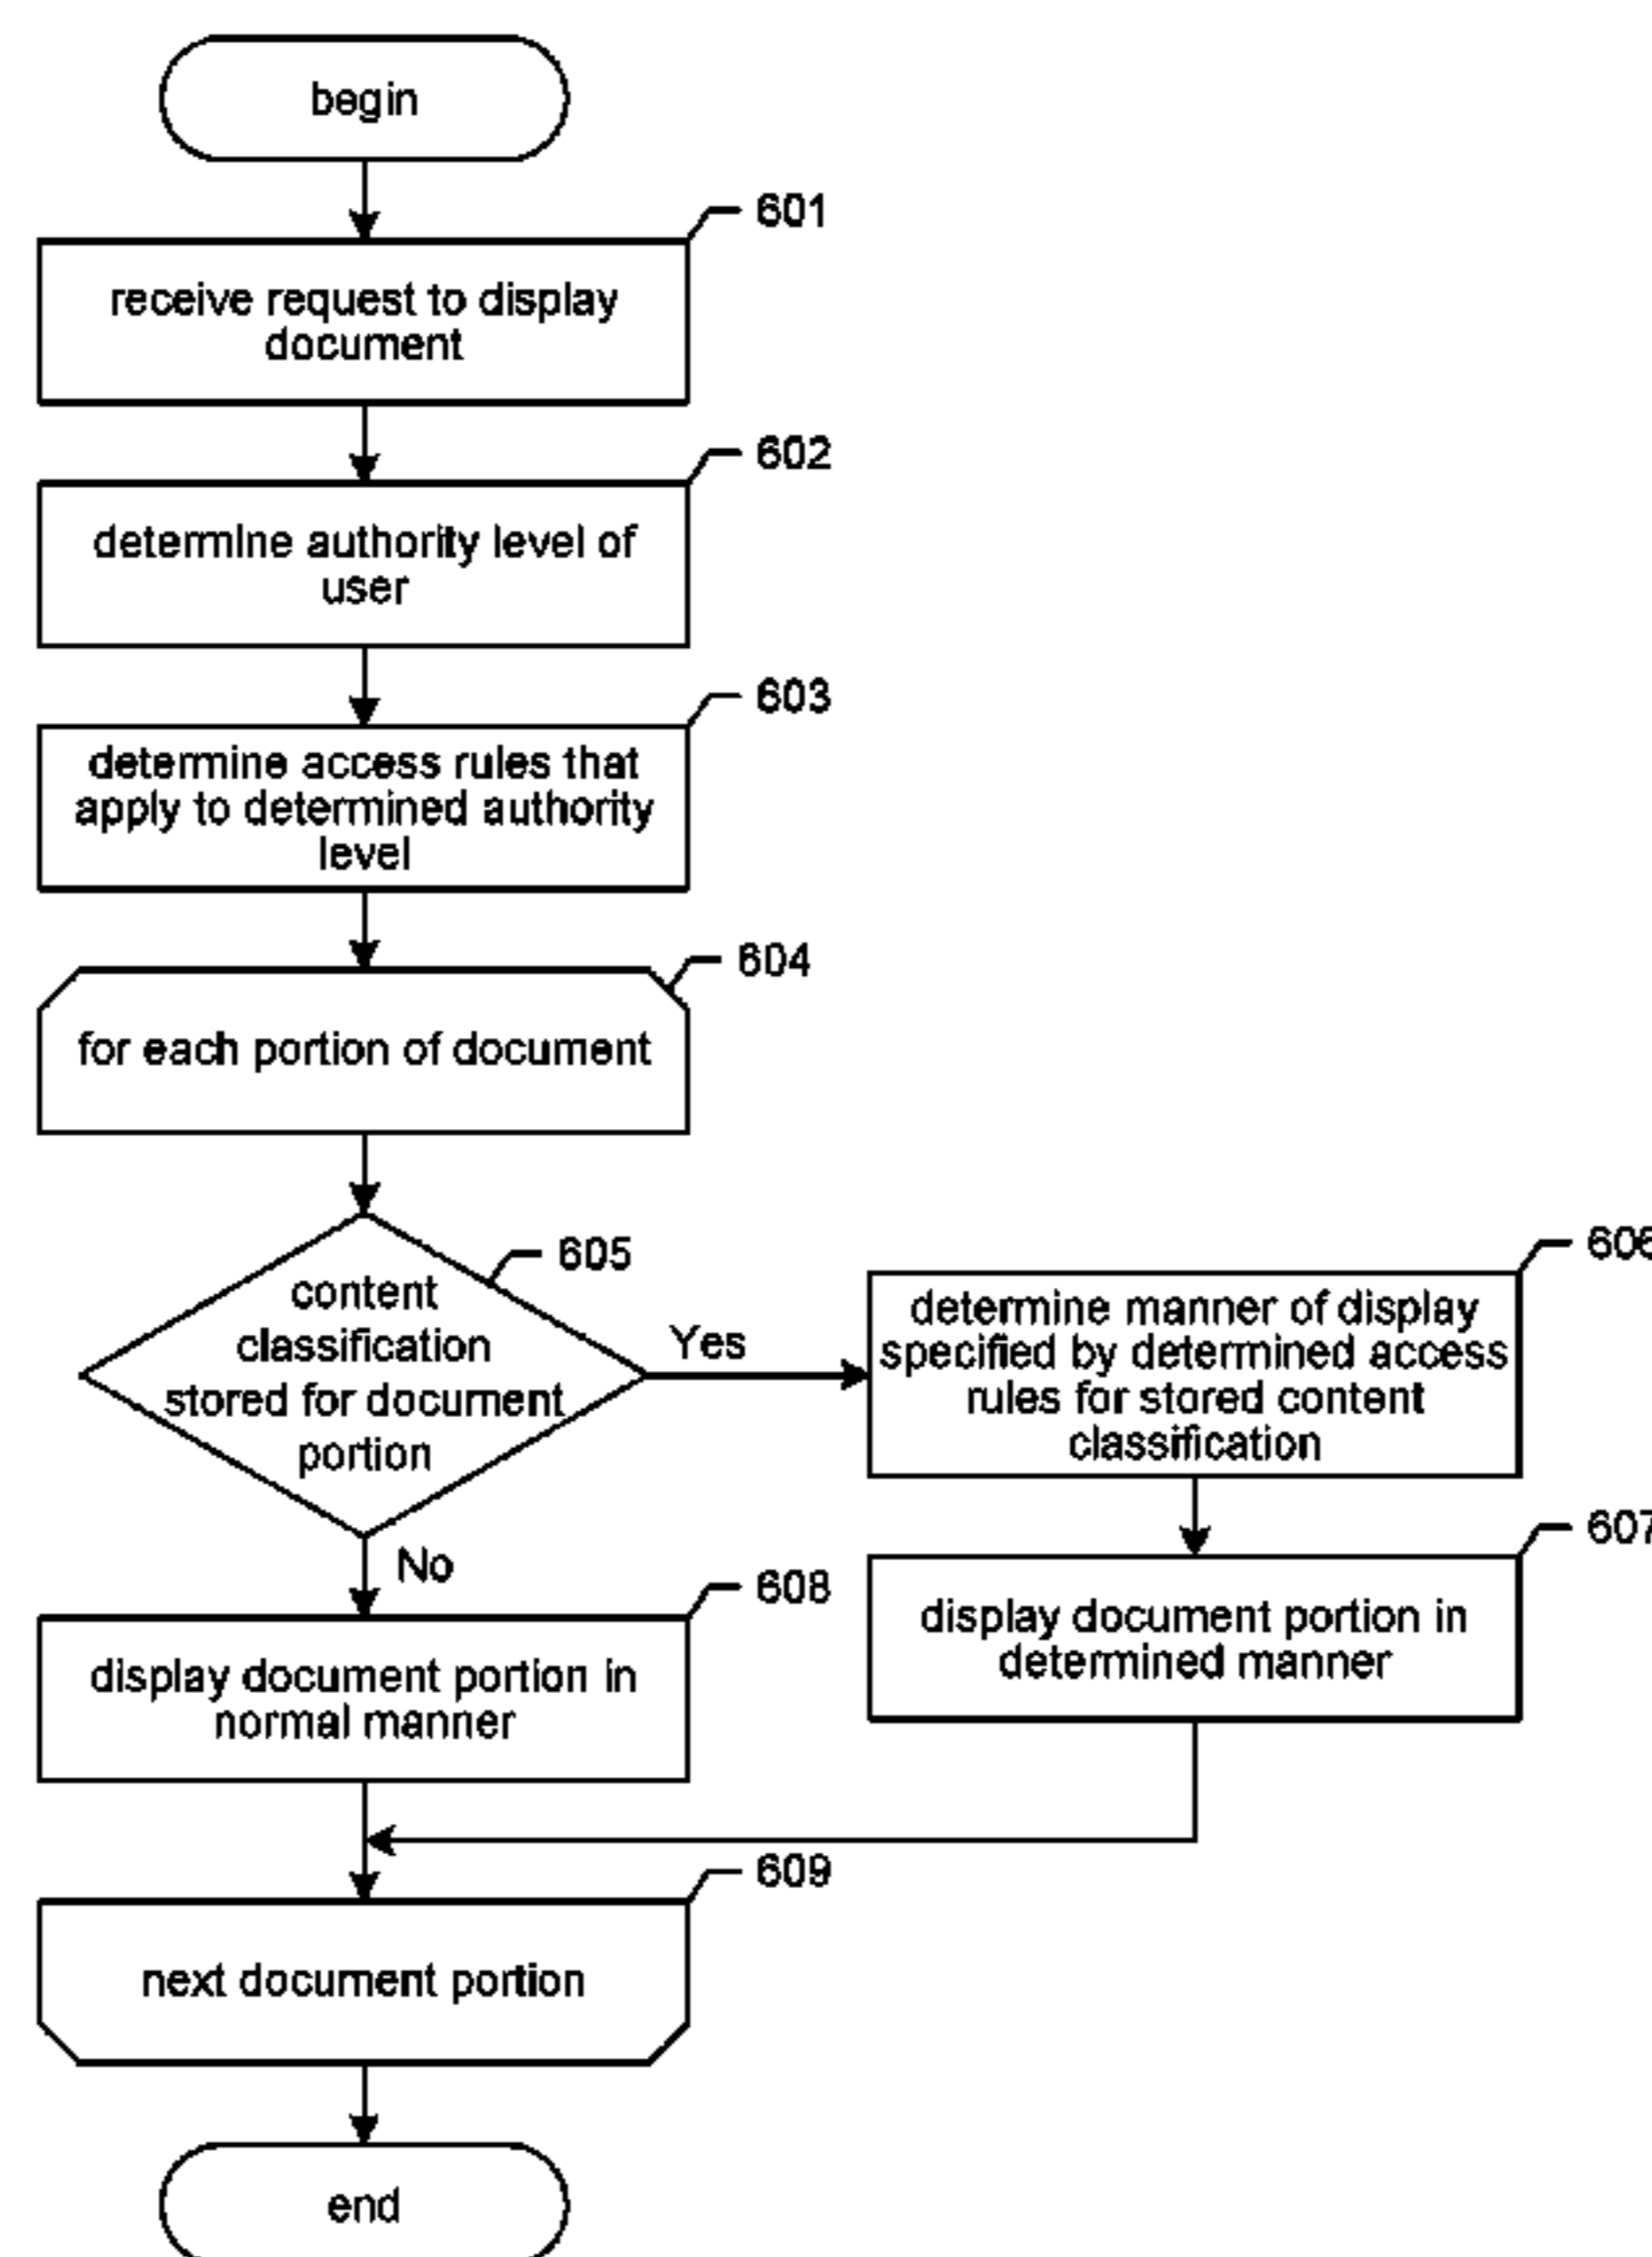 begin
601
receive request to display
document
602
determine authority level of
user
603
determine access rules that
apply to determined authority
level
604
for each portion of document
605
content
classification
stored for document
portion
Yes
606
determine manner of display
specified by determined access
rules for stored content
classification
No
607
display document portion in
determined manner
608
display document portion in
normal manner
609
next document portion
end